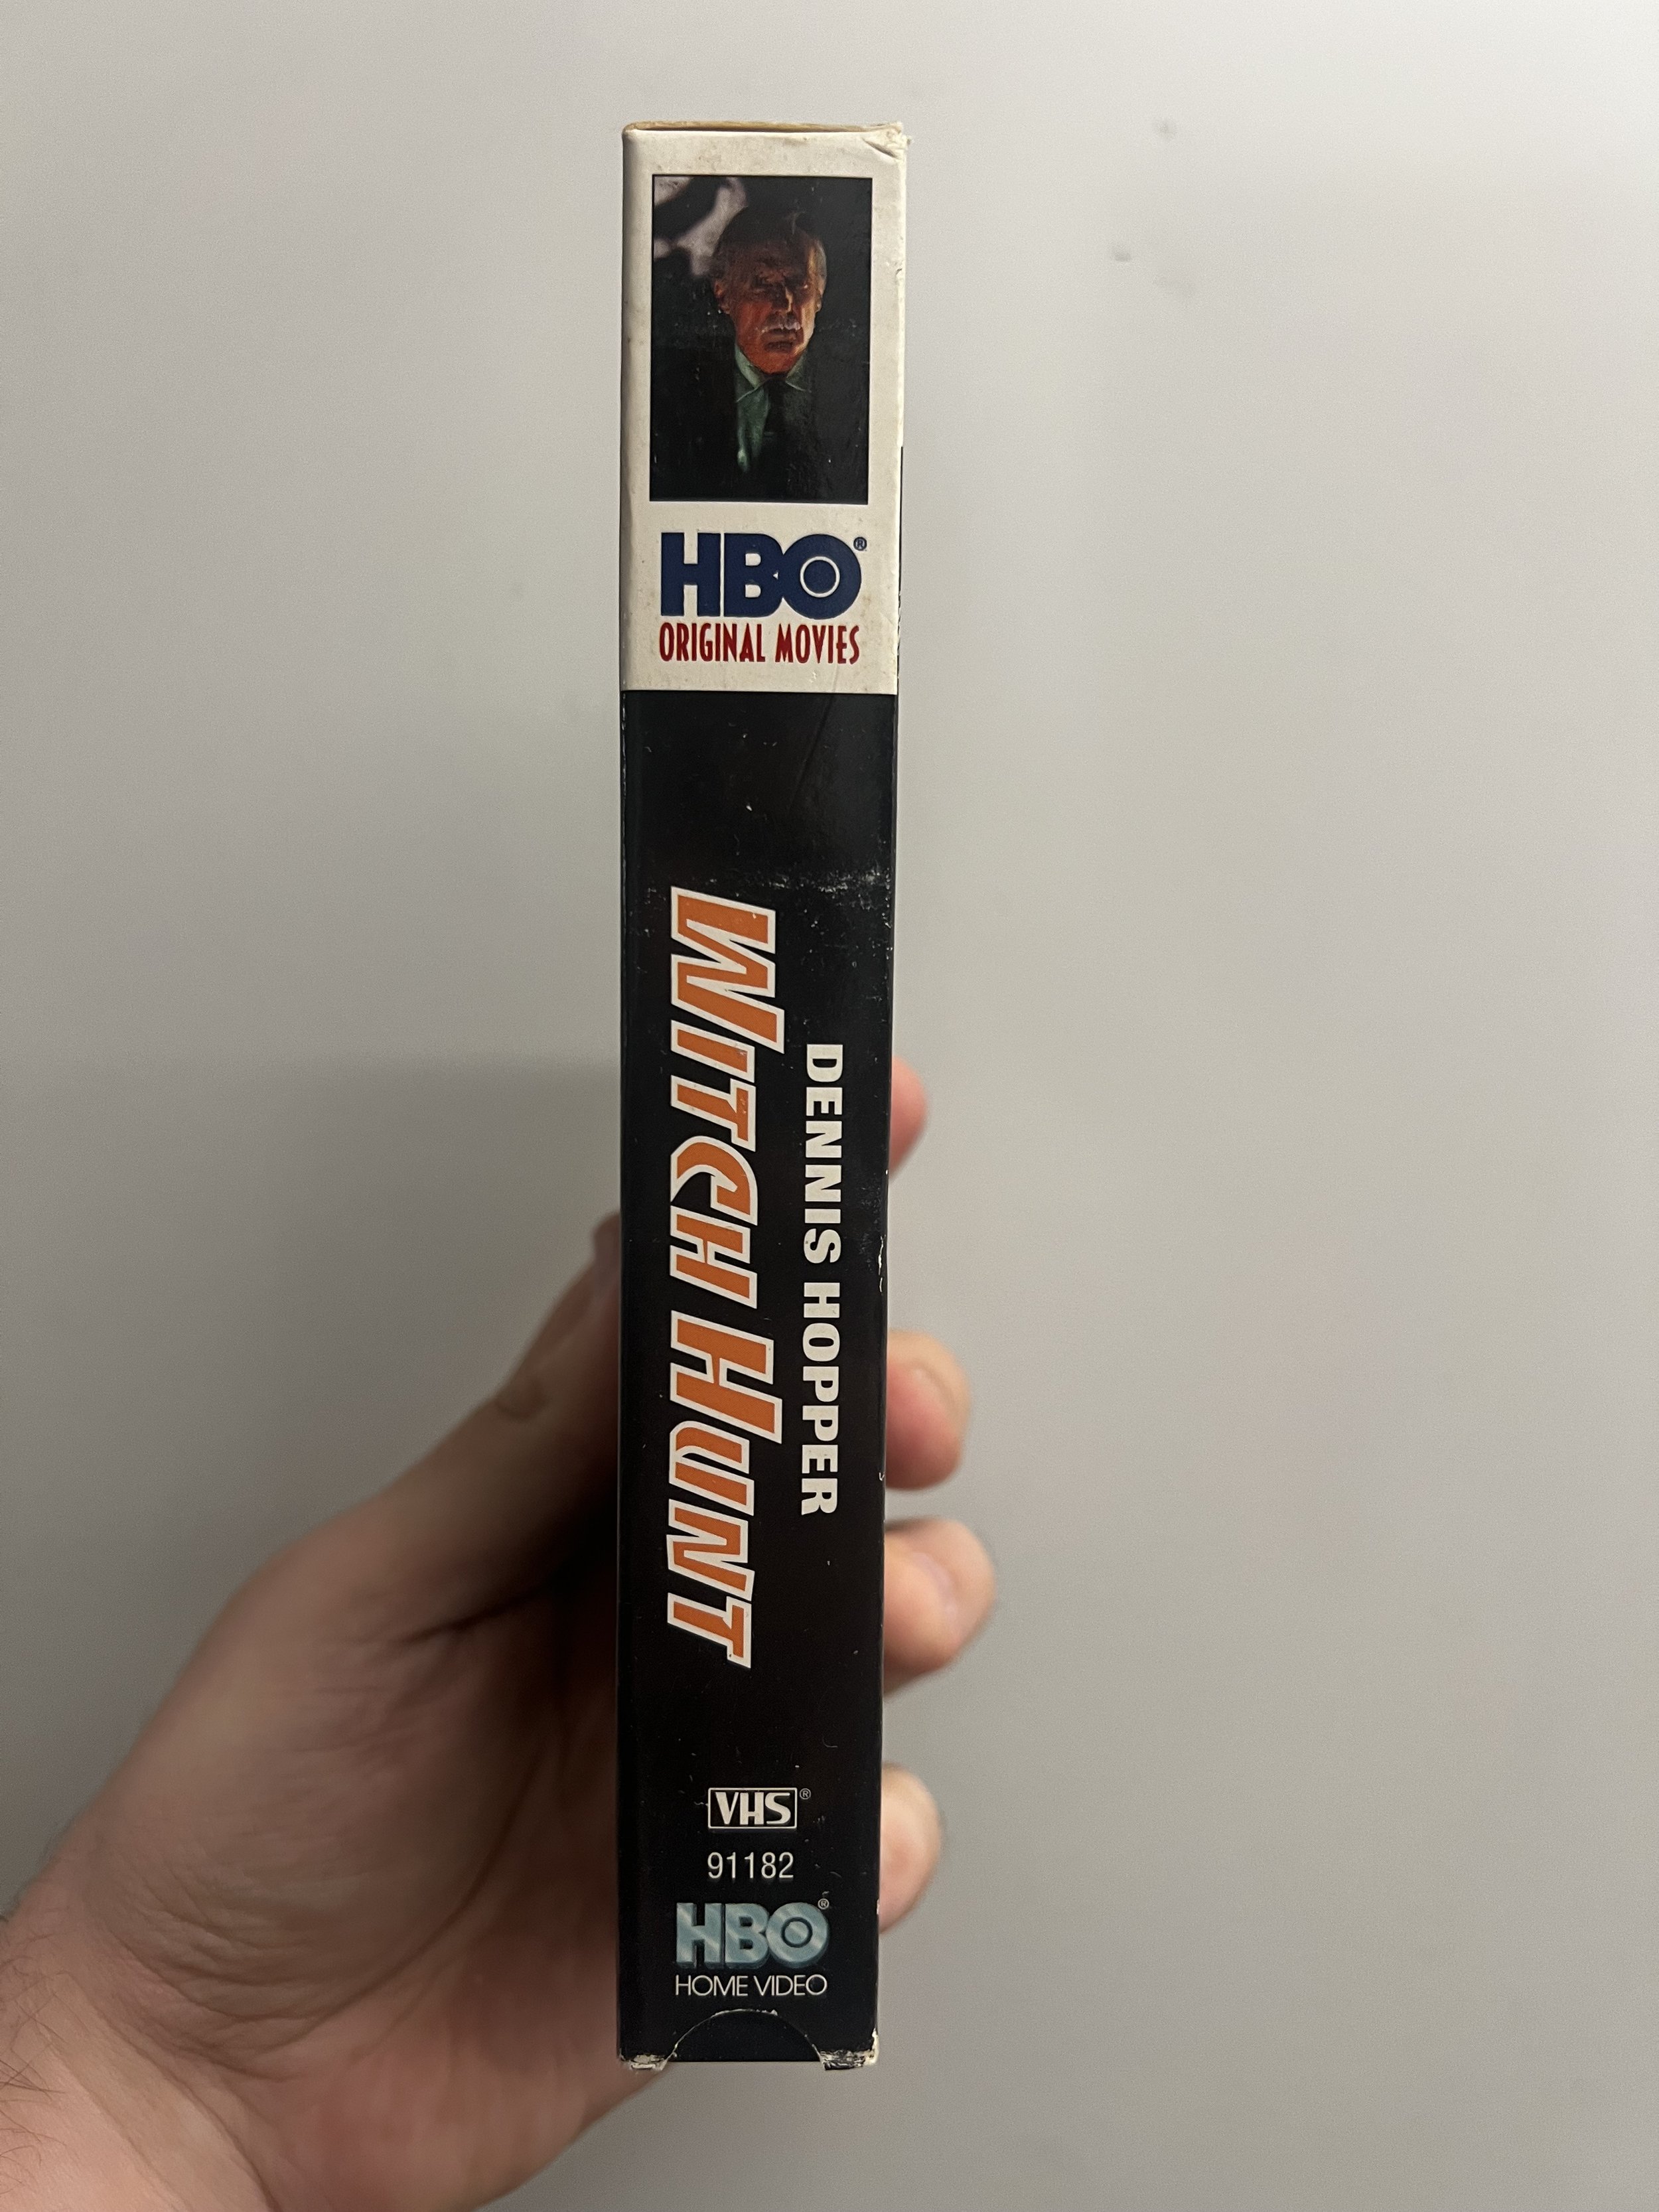 HBO®
ORIGINAL MOVIES
DENNIS HOPPER
WITCH HUNT
VHS®
91182
HBO®
HOME VIDEO